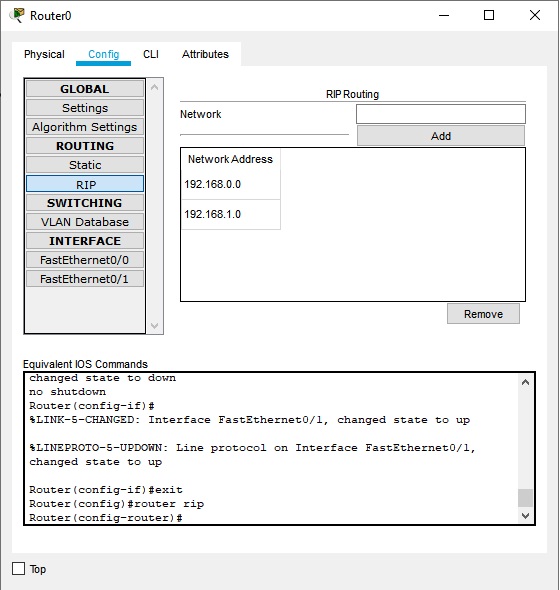 Router0
Physical Config CLI Attributes
GLOBAL
Settings
Algorithm Settings
ROUTING
Static
RIP
SWITCHING
VLAN Database
INTERFACE
FastEthernet0/0
FastEthernet0/1
RIP Routing
Network
Add
Network Address
192.168.0.0
192.168.1.0
Remove
Equivalent IOS Commands
changed state to down
no shutdown
Router(config-if)#
%LINK-5-CHANGED: Interface FastEthernet0/1, changed state to up
%LINEPROTO-5-UPDOWN: Line protocol on Interface FastEthernet0/1,
changed state to up
Router(config-if)#exit
Router(config)#router rip
Router(config-router)#
Top